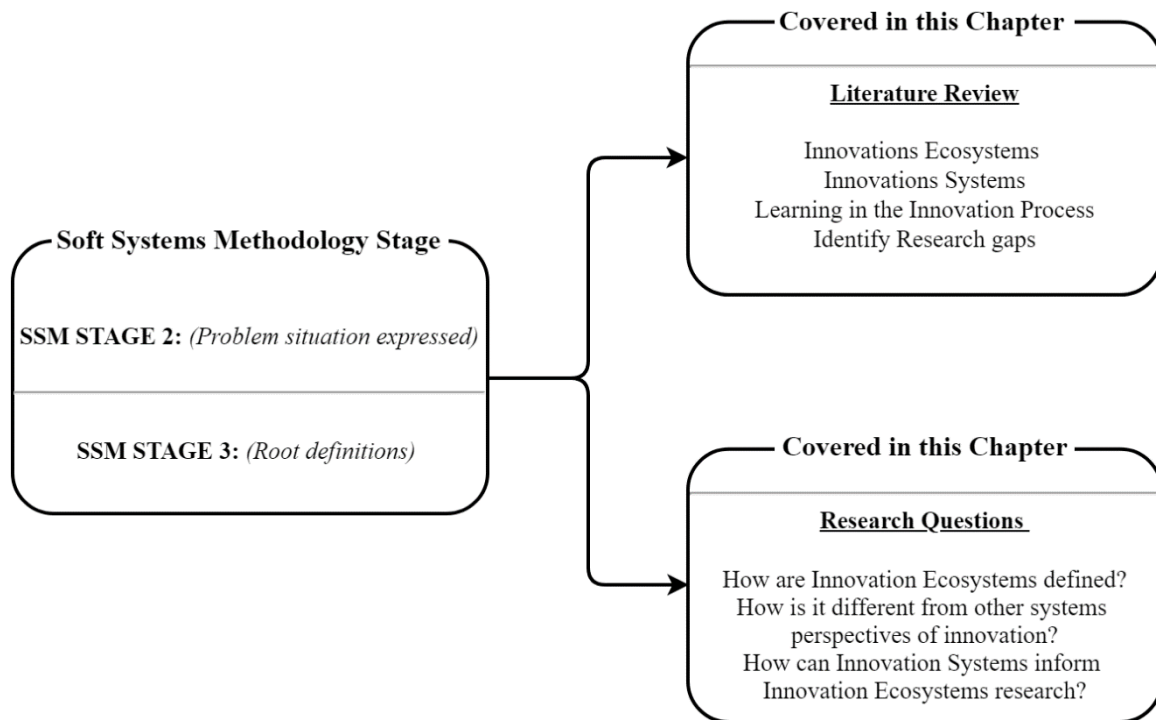 Soft Systems Methodology Stage
SSM STAGE 2: (Problem situation expressed)
SSM STAGE 3: (Root definitions)
Covered in this Chapter
Literature Review
Innovations Ecosystems
Innovations Systems
Learning in the Innovation Process
Identify Research gaps
Covered in this Chapter
Research Questions
How are Innovation Ecosystems defined?
How is it different from other systems
perspectives of innovation?
How can Innovation Systems inform
Innovation Ecosystems research?